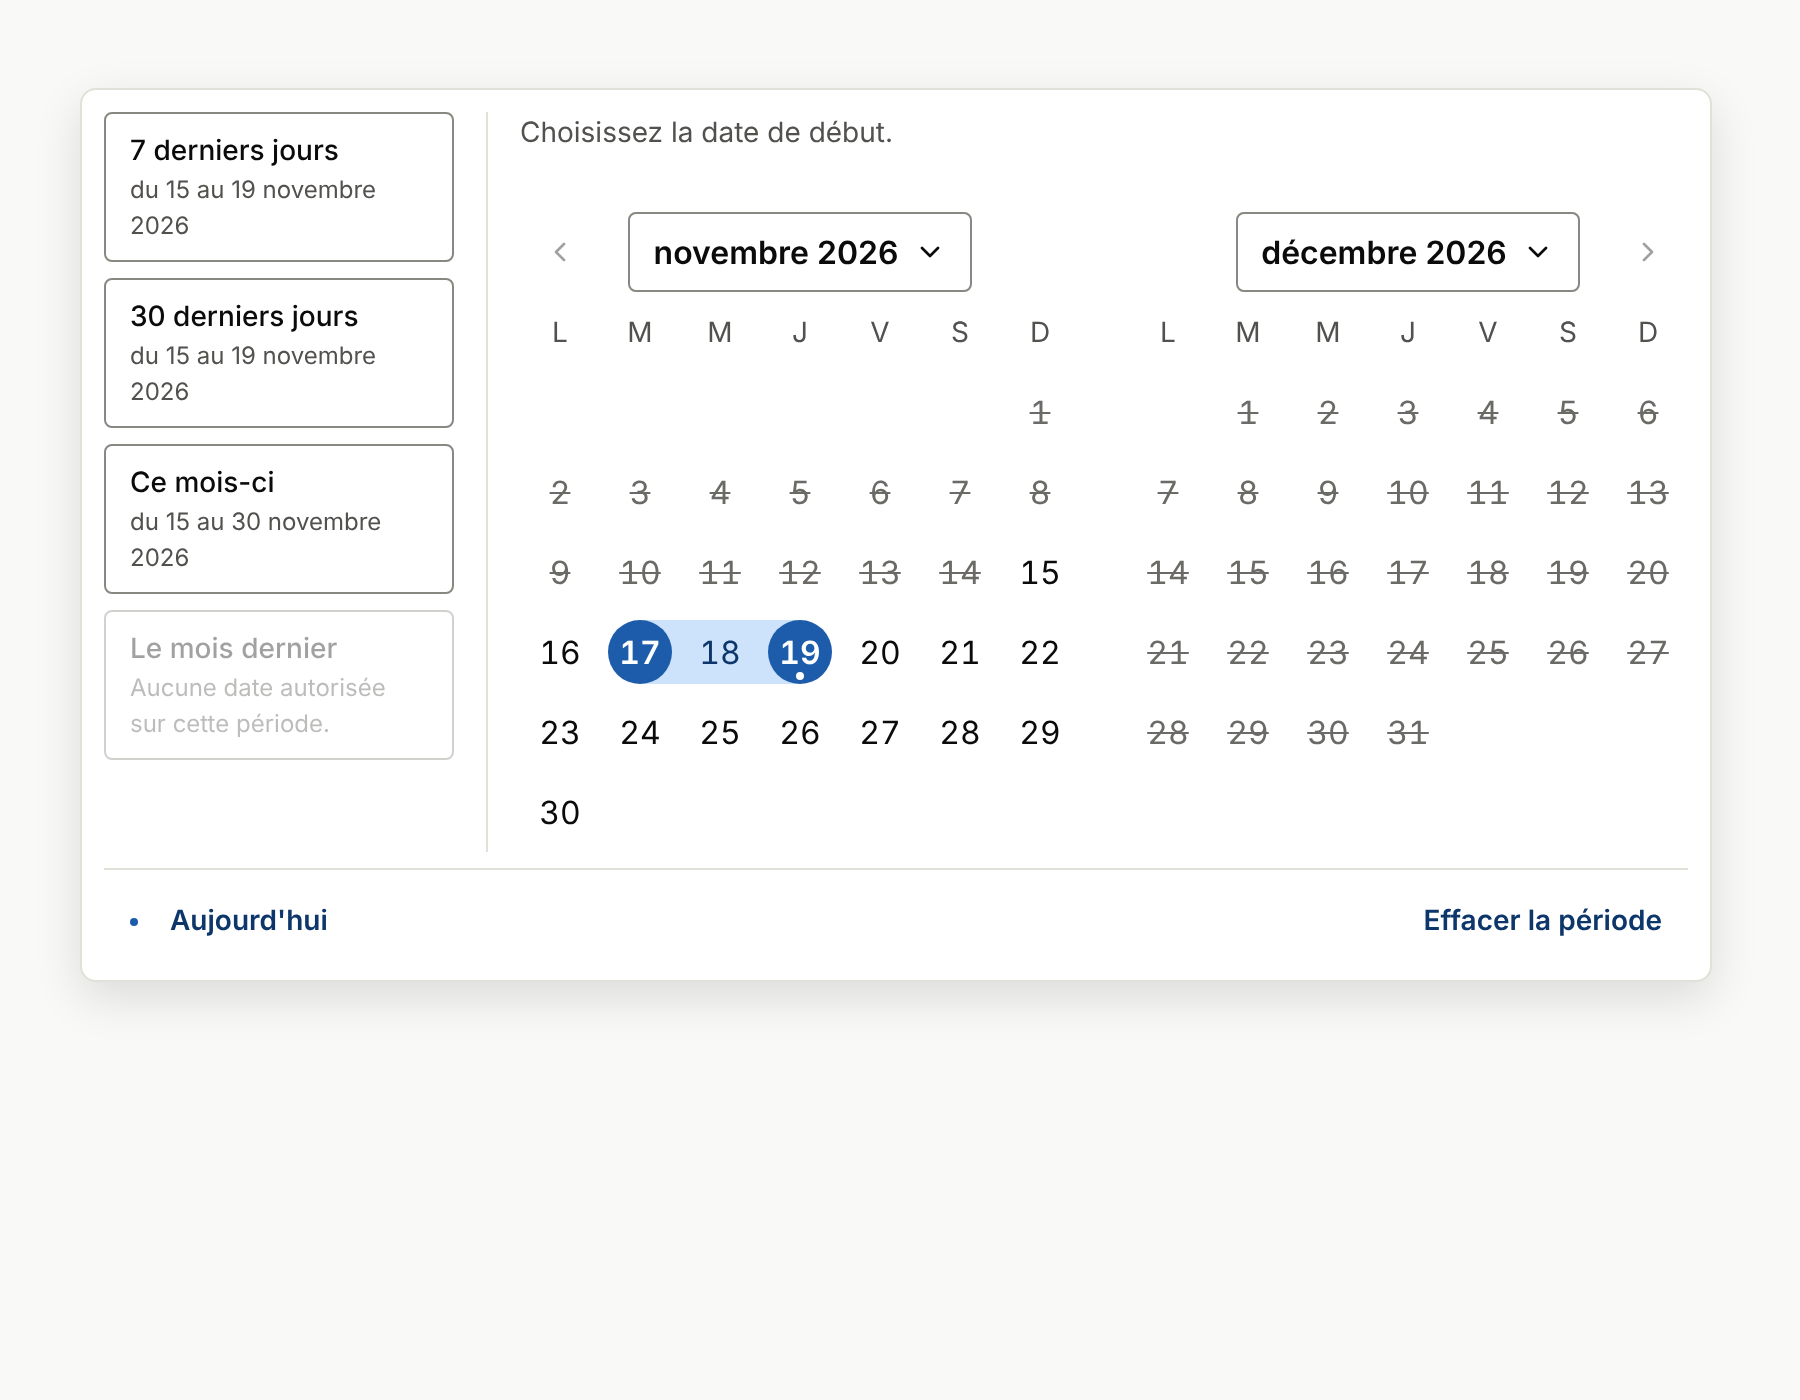 7 derniers jours
du 15 au 19 novembre
2026
30 derniers jours
du 15 au 19 novembre
2026
Ce mois-ci
du 15 au 30 novembre
2026
Le mois dernier
Aucune date autorisée
sur cette période.
Choisissez la date de début.
novembre 2026
L M M J V S D
1
2 3 4 5 6 7 8
9 10 11 12 13 14 15
16 17 18 19 20 21 22
23 24 25 26 27 28 29
30
décembre 2026
L M M J V S D
1 2 3 4 5 6
7 8 9 10 11 12 13
14 15 16 17 18 19 20
21 22 23 24 25 26 27
28 29 30 31
Aujourd'hui
Effacer la période